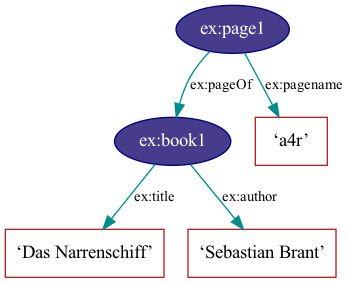 ex:page1
ex:pageOf
ex:pagename
ex:book1
‘a4r’
ex:title
ex:author
‘Das Narrenschiff’
‘Sebastian Brant’